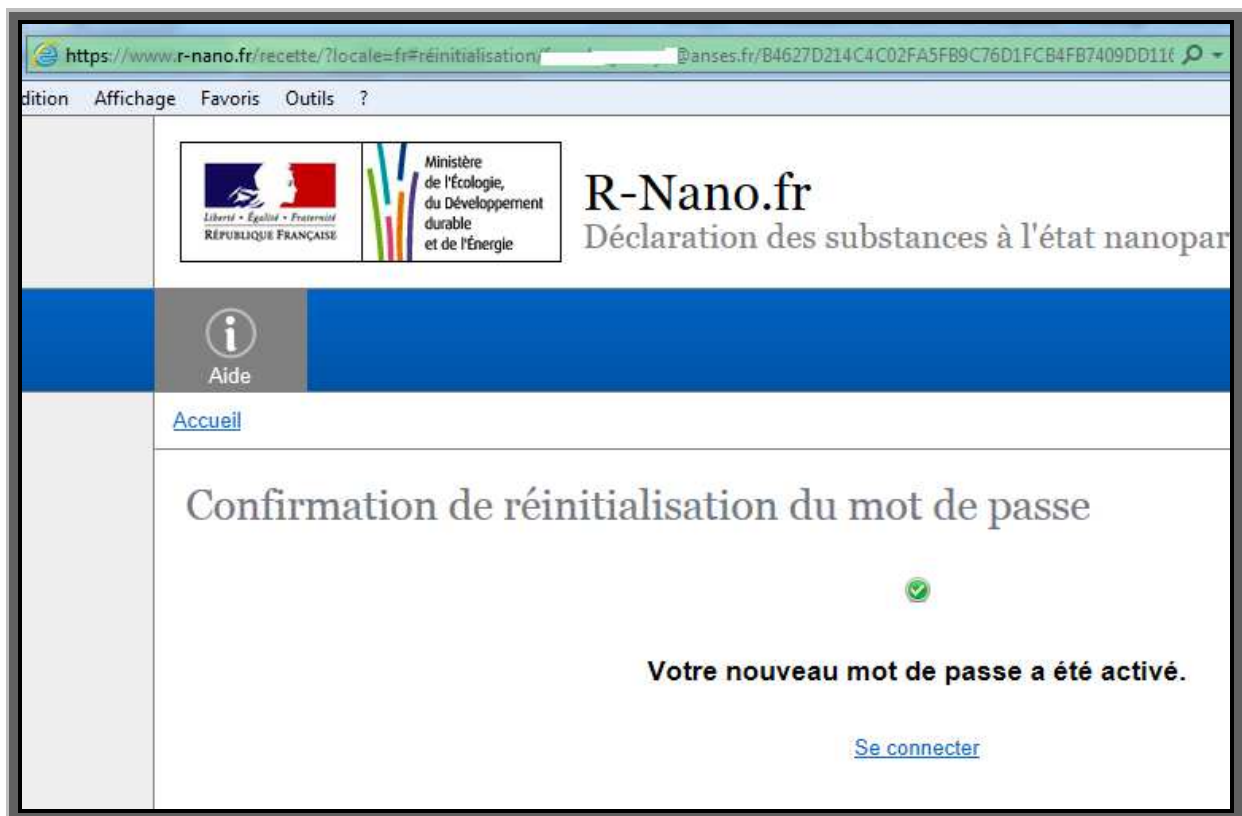 https://www.r-nano.fr/recette/?locale=fr#réinitialisation/ @anses.fr/B4627D214C4C02FA5FB9C76D1FCB4FB7409DD116
dition Affichage Favoris Outils ?
Liberté • Égalité • Fraternité
RÉPUBLIQUE FRANÇAISE
Ministère
de l'Écologie,
du Développement
durable
et de l'Énergie
R-Nano.fr
Déclaration des substances à l'état nanopar
Aide
Accueil
Confirmation de réinitialisation du mot de passe
Votre nouveau mot de passe a été activé.
Se connecter